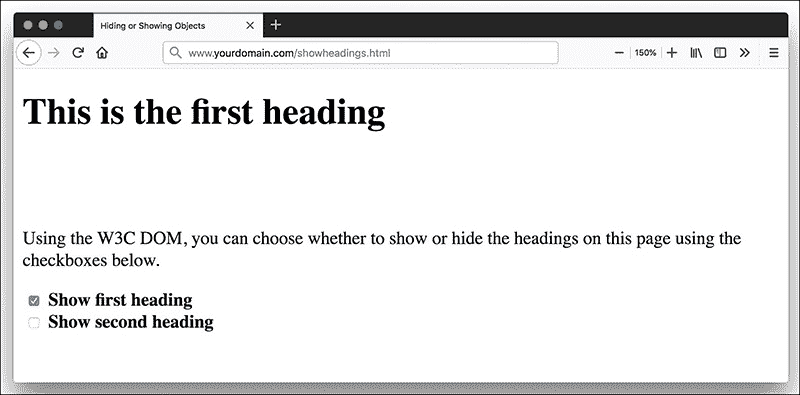 Hiding or Showing Objects
www.yourdomain.com/showheadings.html
150%
This is the first heading
Using the W3C DOM, you can choose whether to show or hide the headings on this page using the
checkboxes below.
Show first heading
Show second heading